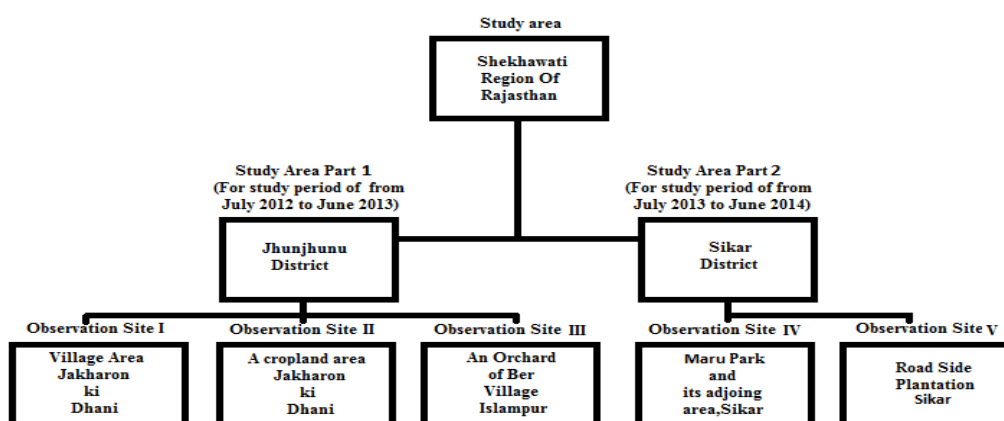 Study area
Shekhawati
Region Of
Rajasthan
Study Area Part 1
(For study period of from
July 2012 to June 2013)
Study Area Part 2
(For study period of from
July 2013 to June 2014)
Jhunjhunu
District
Sikar
District
Observation Site I
Observation Site II
Observation Site III
Observation Site IV
Observation Site V
Village Area
Jakharon
ki
Dhani
A cropland area
Jakharon
ki
Dhani
An Orchard
of Ber
Village
Islampur
Maru Park
and
its adjoing
area,Sikar
Road Side
Plantation
Sikar